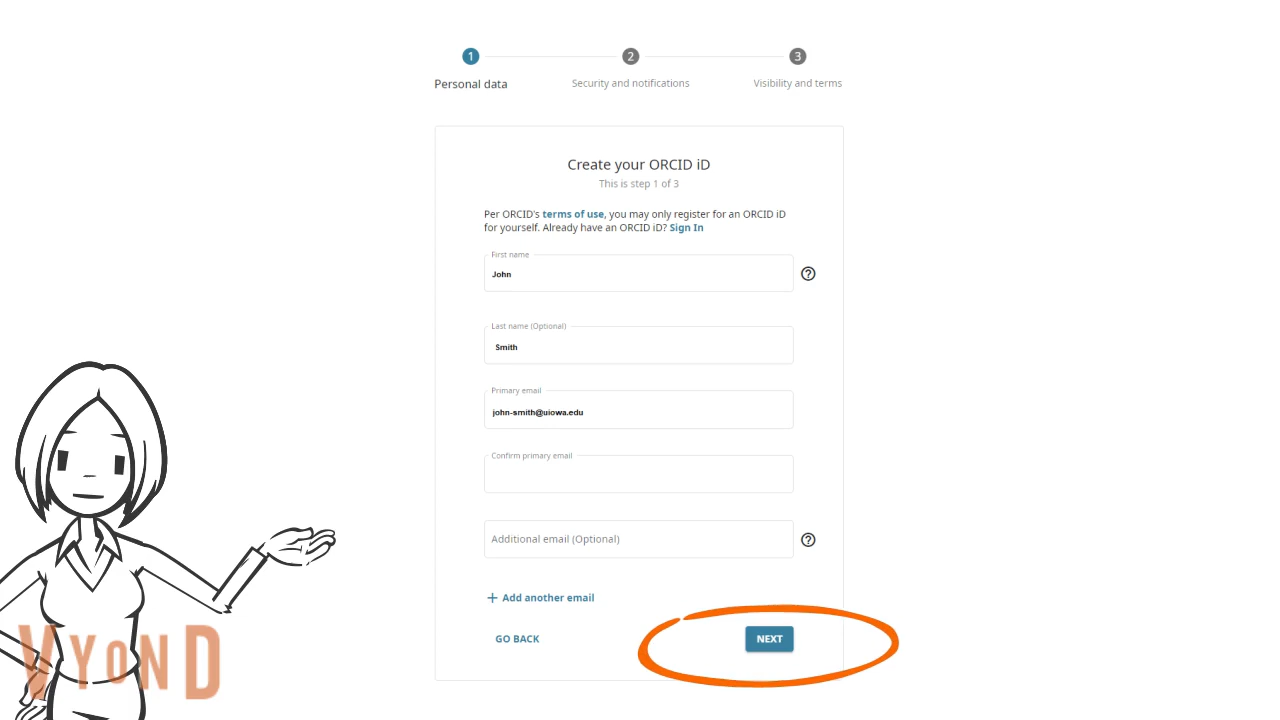 1
2
3
Personal data
Security and notifications
Visibility and terms
Create your ORCID iD
This is step 1 of 3
Per ORCID's terms of use, you may only register for an ORCID iD
for yourself. Already have an ORCID iD? Sign In
First name
John
?
Last name (Optional)
Smith
Primary email
john-smith@uiowa.edu
Confirm primary email
Additional email (Optional)
?
+ Add another email
GO BACK
NEXT
VYOND